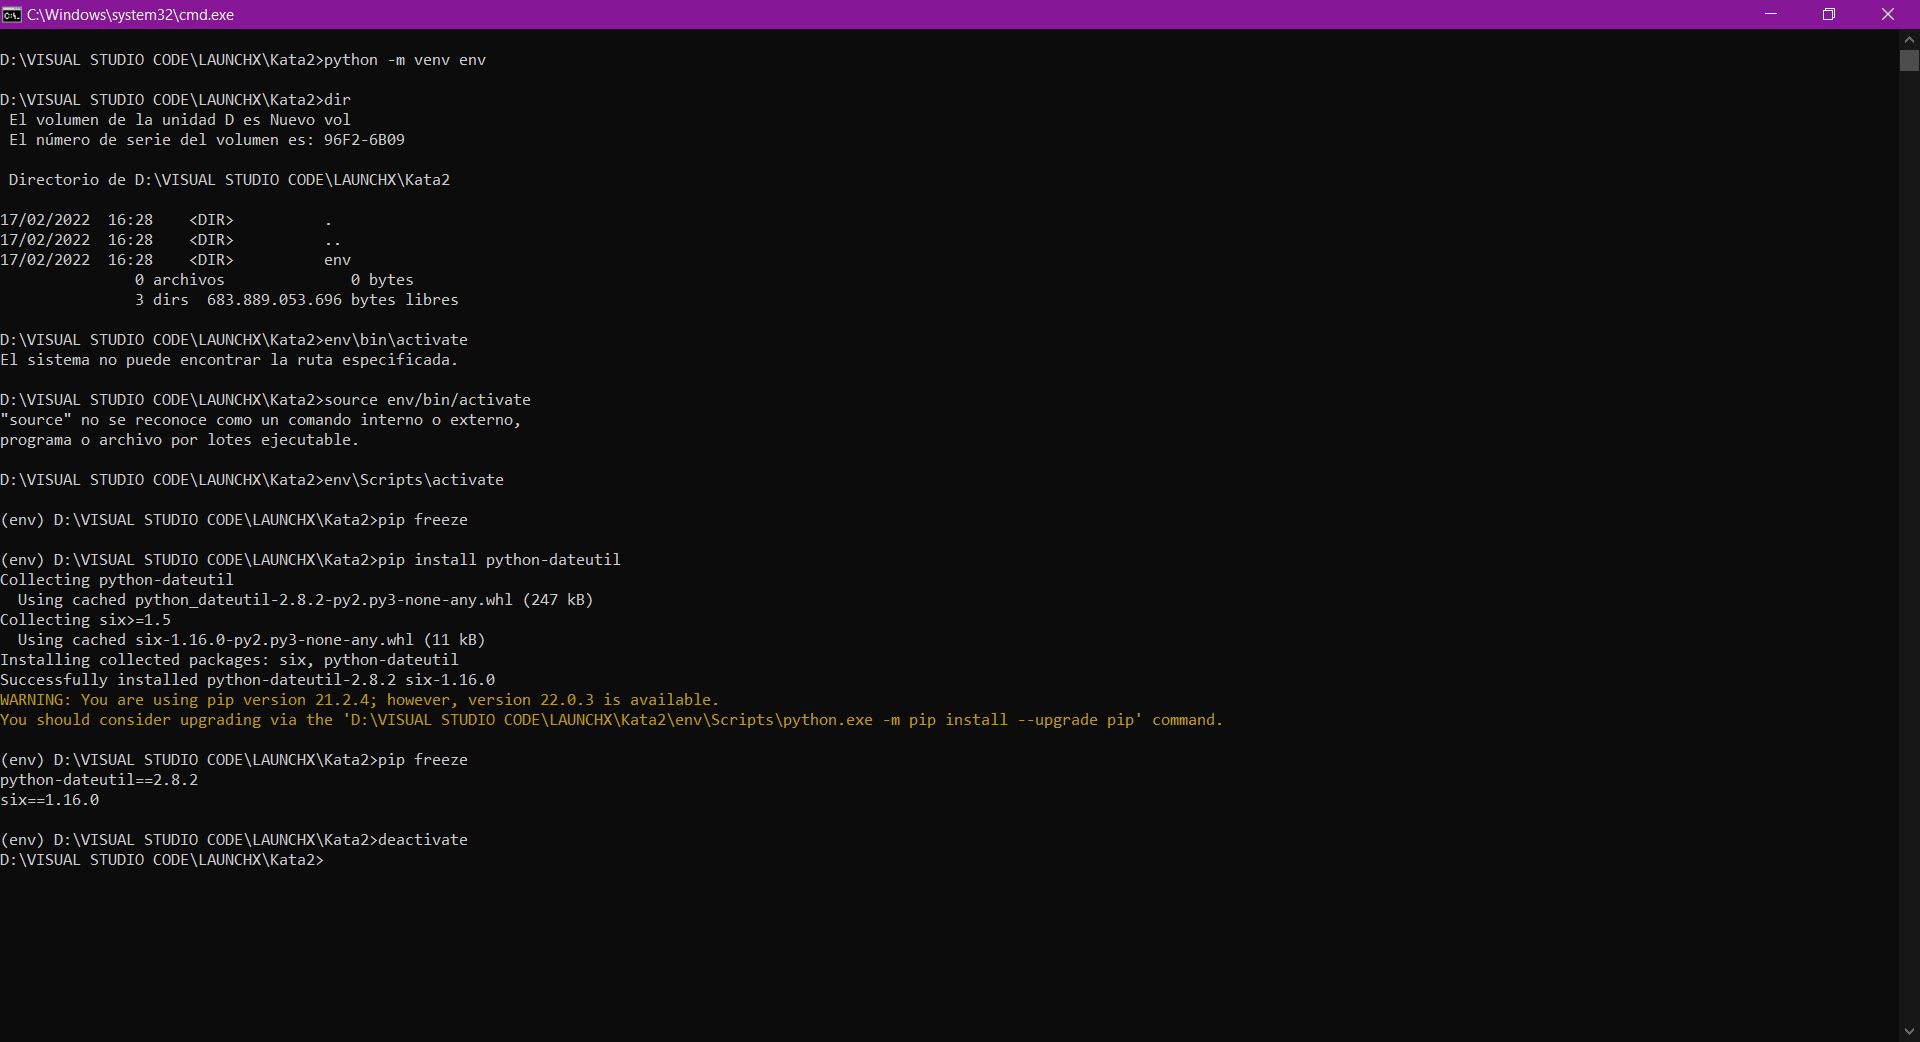 C:\Windows\system32\cmd.exe
D:\VISUAL STUDIO CODE\LAUNCHX\Kata2>python -m venv env
D:\VISUAL STUDIO CODE\LAUNCHX\Kata2>dir
 El volumen de la unidad D es Nuevo vol
 El número de serie del volumen es: 96F2-6B09
 Directorio de D:\VISUAL STUDIO CODE\LAUNCHX\Kata2
17/02/2022  16:28    <DIR>          .
17/02/2022  16:28    <DIR>          ..
17/02/2022  16:28    <DIR>          env
               0 archivos              0 bytes
               3 dirs  683.889.053.696 bytes libres
D:\VISUAL STUDIO CODE\LAUNCHX\Kata2>env\bin\activate
El sistema no puede encontrar la ruta especificada.
D:\VISUAL STUDIO CODE\LAUNCHX\Kata2>source env/bin/activate
"source" no se reconoce como un comando interno o externo,
programa o archivo por lotes ejecutable.
D:\VISUAL STUDIO CODE\LAUNCHX\Kata2>env\Scripts\activate
(env) D:\VISUAL STUDIO CODE\LAUNCHX\Kata2>pip freeze
(env) D:\VISUAL STUDIO CODE\LAUNCHX\Kata2>pip install python-dateutil
Collecting python-dateutil
  Using cached python_dateutil-2.8.2-py2.py3-none-any.whl (247 kB)
Collecting six>=1.5
  Using cached six-1.16.0-py2.py3-none-any.whl (11 kB)
Installing collected packages: six, python-dateutil
Successfully installed python-dateutil-2.8.2 six-1.16.0
WARNING: You are using pip version 21.2.4; however, version 22.0.3 is available.
You should consider upgrading via the 'D:\VISUAL STUDIO CODE\LAUNCHX\Kata2\env\Scripts\python.exe -m pip install --upgrade pip' command.
(env) D:\VISUAL STUDIO CODE\LAUNCHX\Kata2>pip freeze
python-dateutil==2.8.2
six==1.16.0
(env) D:\VISUAL STUDIO CODE\LAUNCHX\Kata2>deactivate
D:\VISUAL STUDIO CODE\LAUNCHX\Kata2>